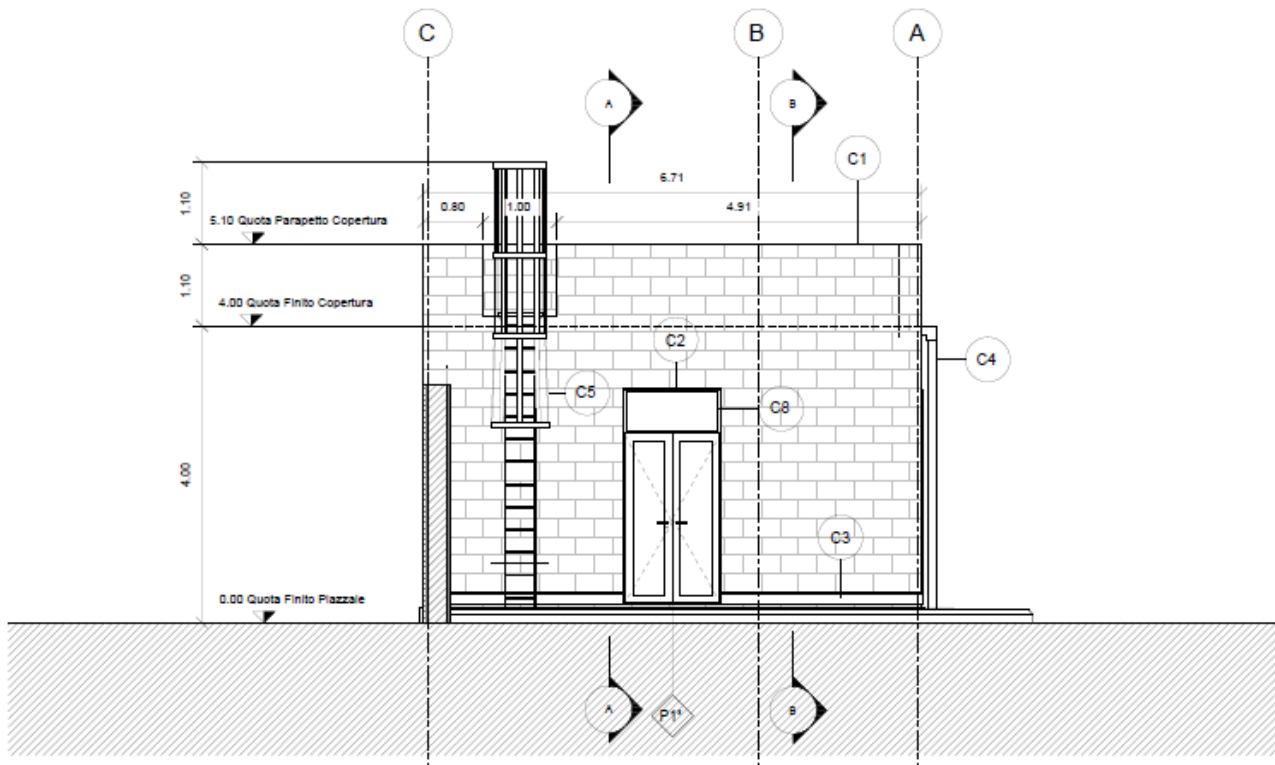 C
B
A
A
B
C1
6.71
1.10
0.80
1.00
4.91
5.10 Quota Parapetto Copertura
1.10
4.00 Quota Finito Copertura
C2
C4
C5
C8
4.00
C3
0.00 Quota Finito Piazzale
A
P1*
B